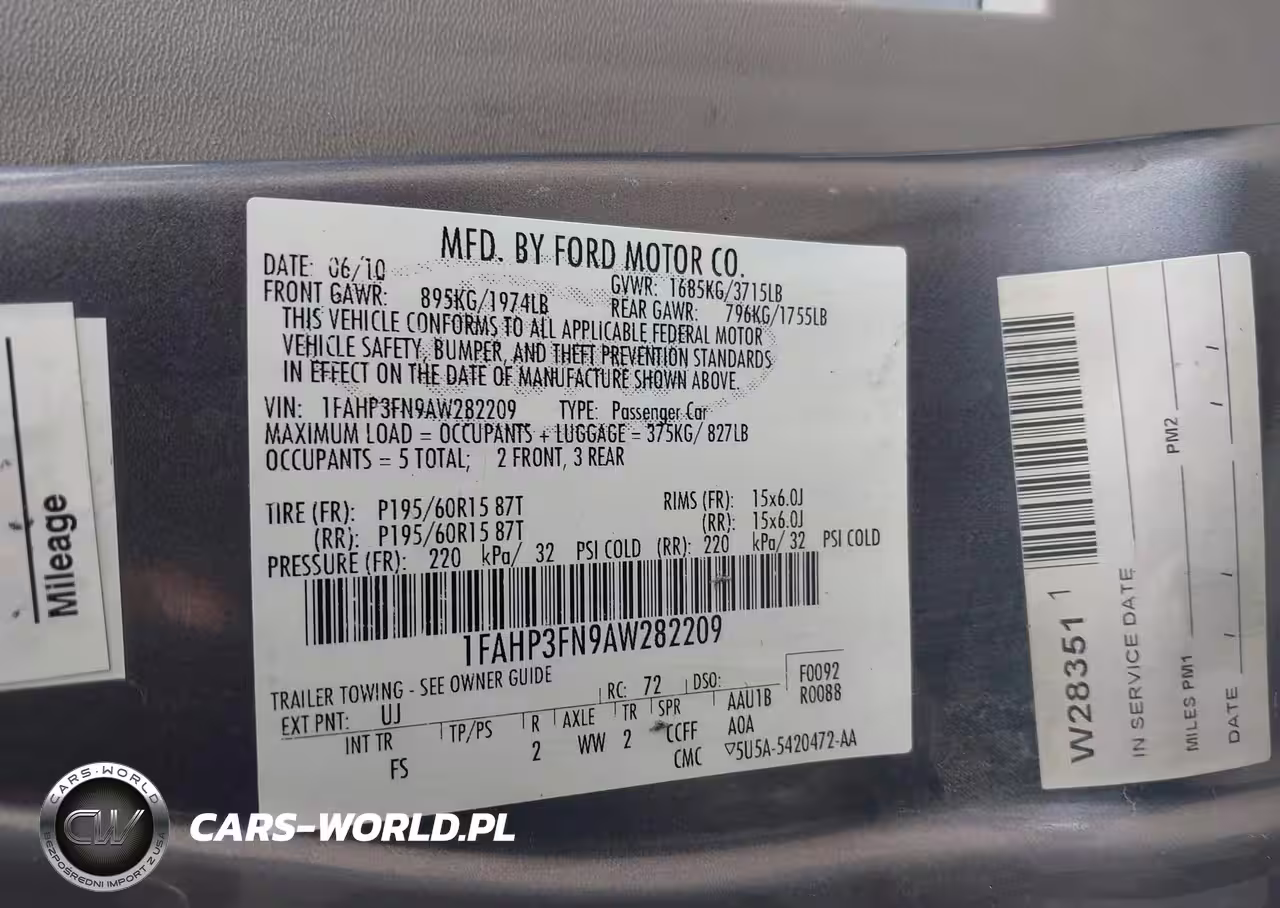 MFD. BY FORD MOTOR CO.
DATE: 06/10
GVWR: 1685KG/3715LB
FRONT GAWR: 895KG/1974LB
REAR GAWR: 796KG/1755LB
THIS VEHICLE CONFORMS TO ALL APPLICABLE FEDERAL MOTOR
VEHICLE SAFETY, BUMPER, AND THEFT PREVENTION STANDARDS
IN EFFECT ON THE DATE OF MANUFACTURE SHOWN ABOVE.
VIN: 1FAHP3FN9AW282209 TYPE: Passenger Car
MAXIMUM LOAD = OCCUPANTS + LUGGAGE = 375KG/ 827LB
OCCUPANTS = 5 TOTAL; 2 FRONT, 3 REAR
TIRE (FR): P195/60R15 87T RIMS (FR): 15x6.0J
(RR): P195/60R15 87T (RR): 15x6.0J
PRESSURE (FR): 220 kPa/ 32 PSI COLD (RR): 220 kPa/ 32 PSI COLD
1FAHP3FN9AW282209
TRAILER TOWING - SEE OWNER GUIDE
RC: 72 DSO: F0092
EXT PNT: UJ R0088
INT TR TP/PS R AXLE TR SPR AAU1B
FS 2 WW 2 CCFF A0A
CMC ▽5U5A-5420472-AA
Mileage
W28351 1
IN SERVICE DATE
MILES PM1 PM2
DATE / / / /
CARS-WORLD
CW
BEZPOŚREDNI IMPORT Z USA
CARS-WORLD.PL